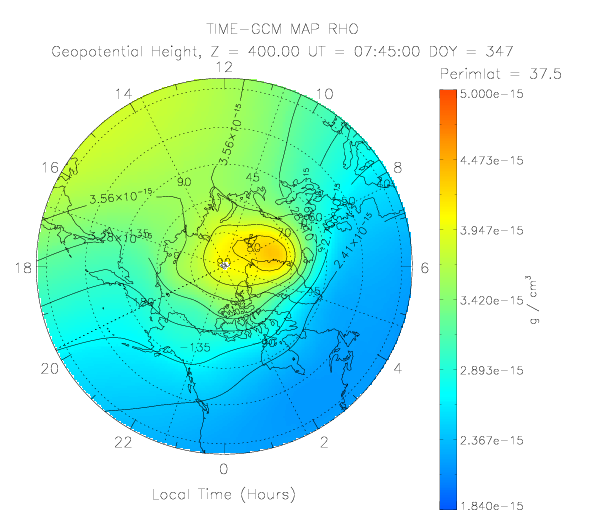 TIME-GCM MAP RHO
Geopotential Height, Z = 400.00 UT = 07:45:00 DOY = 347
Perimlat = 37.5
12
14
10
16
8
18
6
20
4
22
2
0
3.56×10⁻¹⁵
3.56×10⁻¹⁵
2.41×10⁻¹⁵
90
45
70
-135
90
Local Time (Hours)
5.000e-15
4.473e-15
3.947e-15
3.420e-15
2.893e-15
2.367e-15
1.840e-15
g / cm³